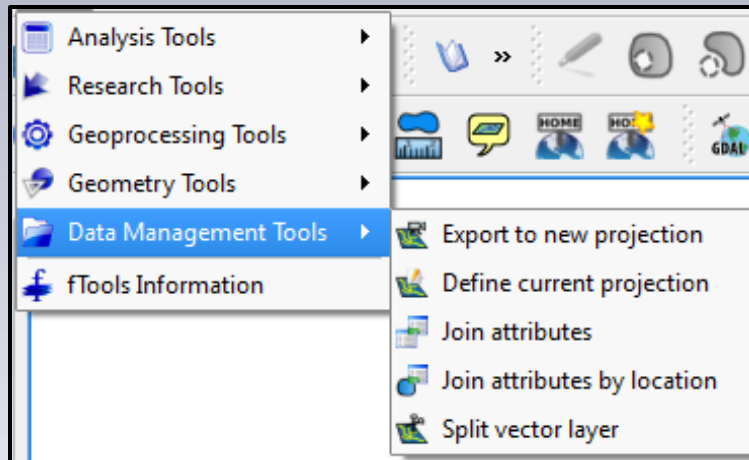 Analysis Tools
Research Tools
Geoprocessing Tools
Geometry Tools
Data Management Tools
fTools Information
»
HOME
HO
GDAL
Export to new projection
Define current projection
Join attributes
Join attributes by location
Split vector layer